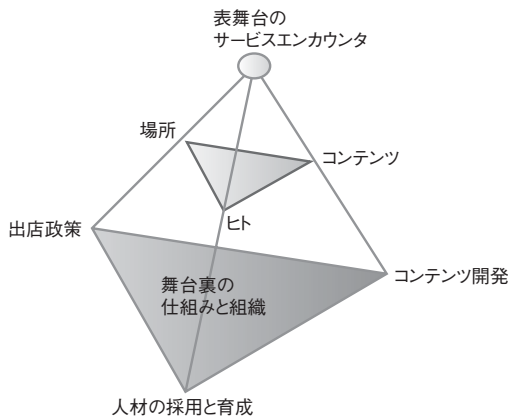 表舞台の
サービスエンカウンタ
場所
コンテンツ
ヒト
出店政策
コンテンツ開発
舞台裏の
仕組みと組織
人材の採用と育成